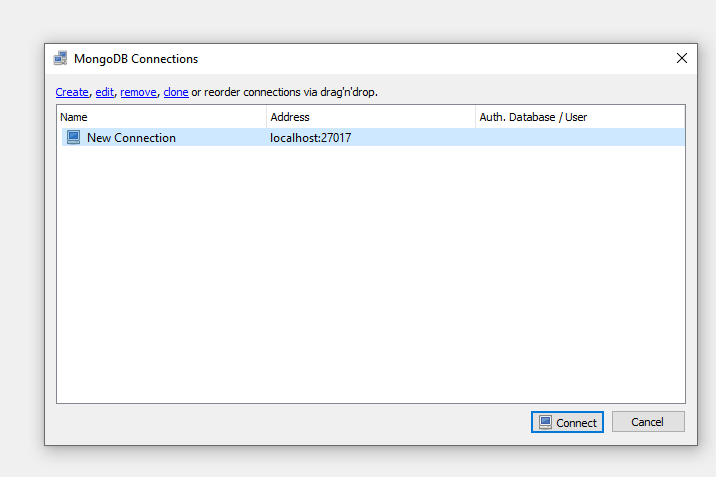 MongoDB Connections
Create, edit, remove, clone or reorder connections via drag'n'drop.
Name Address Auth. Database / User
New Connection localhost:27017
Connect Cancel